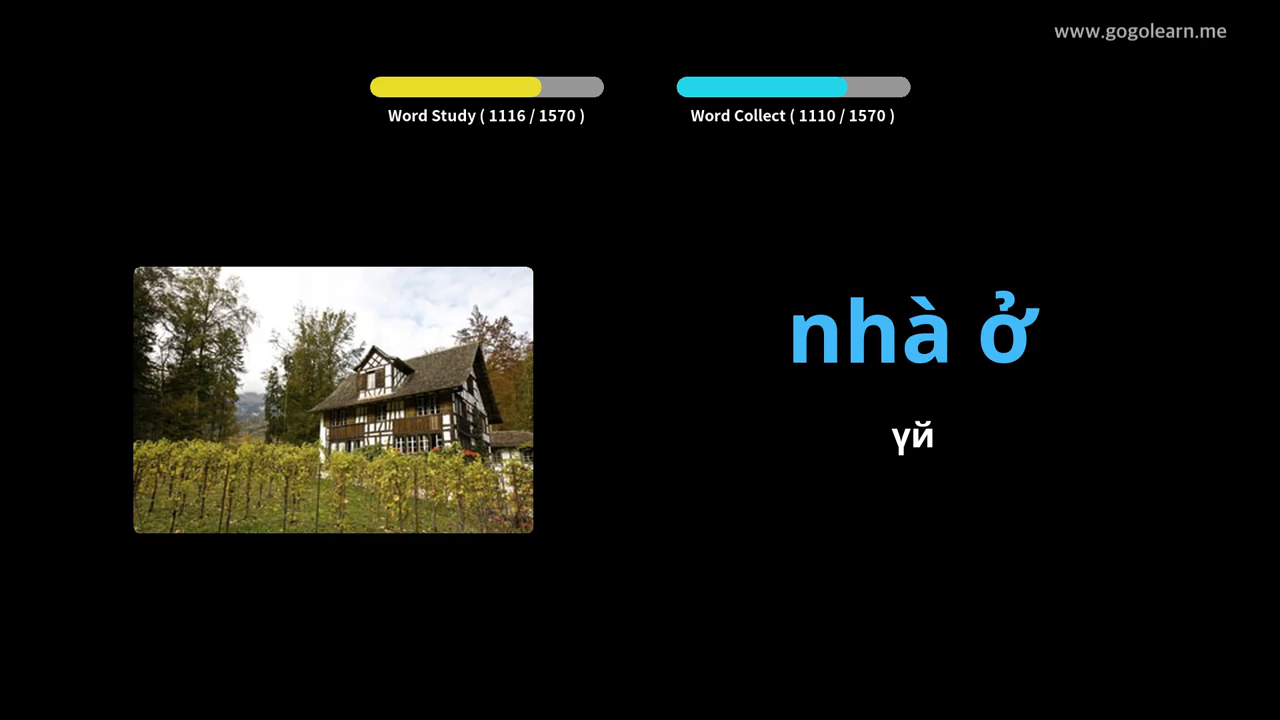 www.gogolearn.me
Word Study ( 1116 / 1570 )
Word Collect ( 1110 / 1570 )
nhà ở
үй